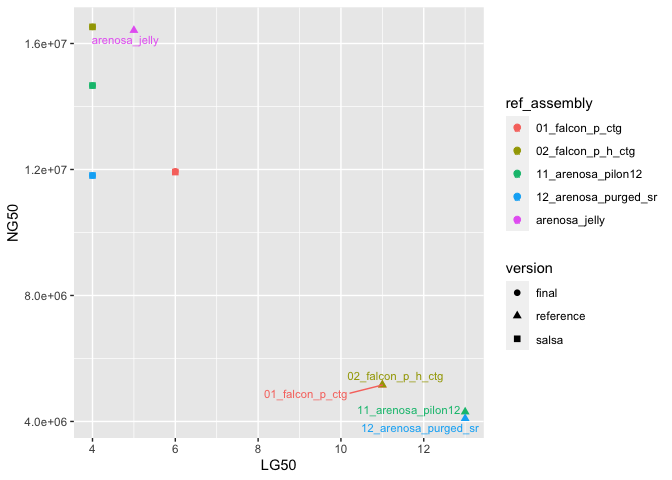 1.6e+07
1.2e+07
8.0e+06
4.0e+06
NG50
arenosa_jelly
02_falcon_p_h_ctg
01_falcon_p_ctg
11_arenosa_pilon12
12_arenosa_purged_sr
4
6
8
10
12
LG50
ref_assembly
01_falcon_p_ctg
02_falcon_p_h_ctg
11_arenosa_pilon12
12_arenosa_purged_sr
arenosa_jelly
version
final
reference
salsa